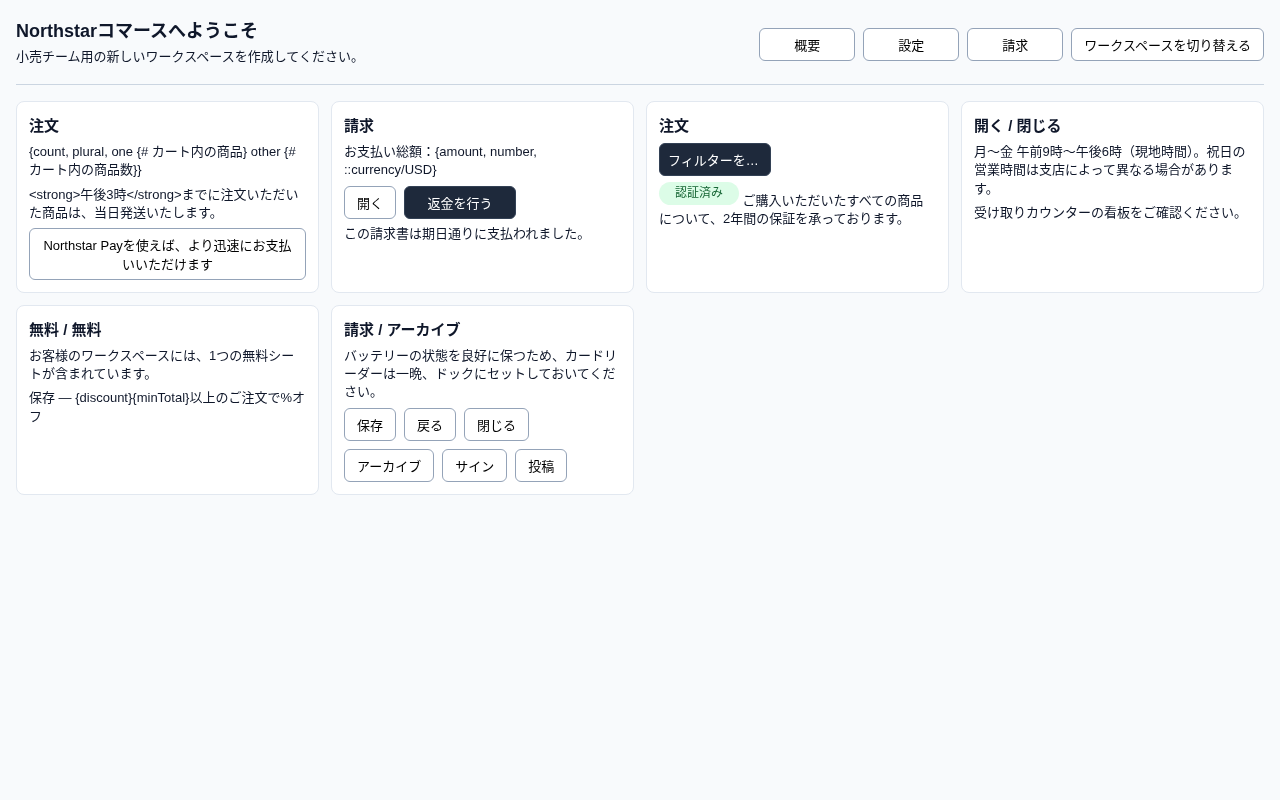 Northstarコマースへようこそ
小売チーム用の新しいワークスペースを作成してください。
概要
設定
請求
ワークスペースを切り替える
注文
{count, plural, one {# カート内の商品} other {#
カート内の商品数}}
<strong>午後3時</strong>までに注文いただい
た商品は、当日発送いたします。
Northstar Payを使えば、より迅速にお支払
いいただけます
請求
お支払い総額：{amount, number,
::currency/USD}
開く
返金を行う
この請求書は期日通りに支払われました。
注文
フィルターを…
認証済み ご購入いただいたすべての商品
について、2年間の保証を承っております。
開く / 閉じる
月～金 午前9時～午後6時（現地時間）。祝日の
営業時間は支店によって異なる場合がありま
す。
受け取りカウンターの看板をご確認ください。
無料 / 無料
お客様のワークスペースには、1つの無料シー
トが含まれています。
保存 — {discount}{minTotal}以上のご注文で%オ
フ
請求 / アーカイブ
バッテリーの状態を良好に保つため、カードリ
ーダーは一晩、ドックにセットしておいてくだ
さい。
保存
戻る
閉じる
アーカイブ
サイン
投稿